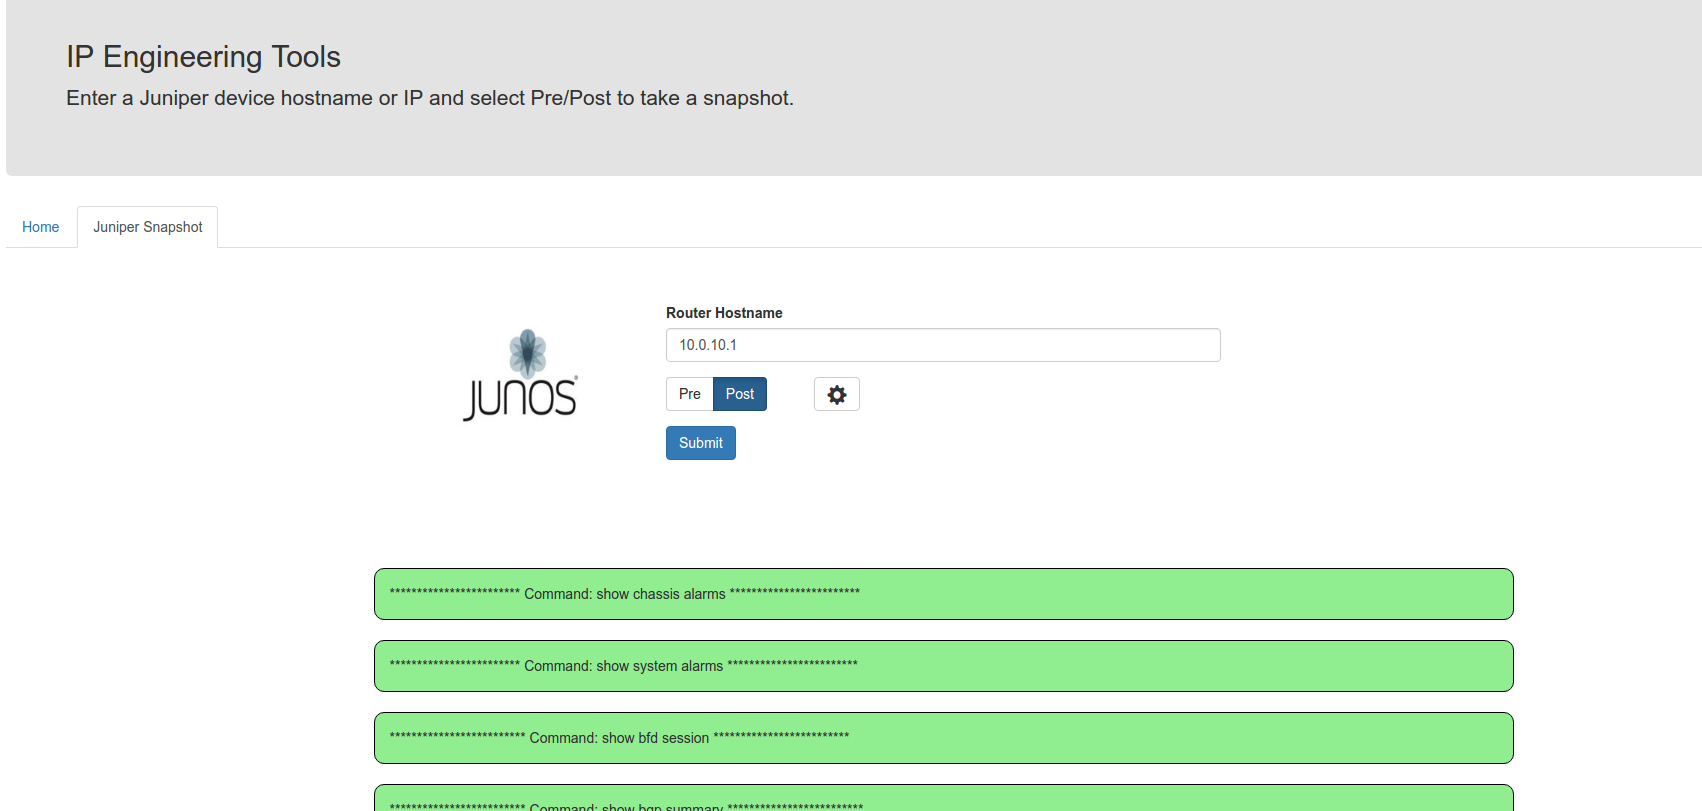 IP Engineering Tools
Enter a Juniper device hostname or IP and select Pre/Post to take a snapshot.
Home
Juniper Snapshot
JUNOS®
Router Hostname
10.0.10.1
Pre
Post
Submit
************************ Command: show chassis alarms ************************
************************ Command: show system alarms ************************
************************* Command: show bfd session *************************
************************* Command: show bgp summary *************************